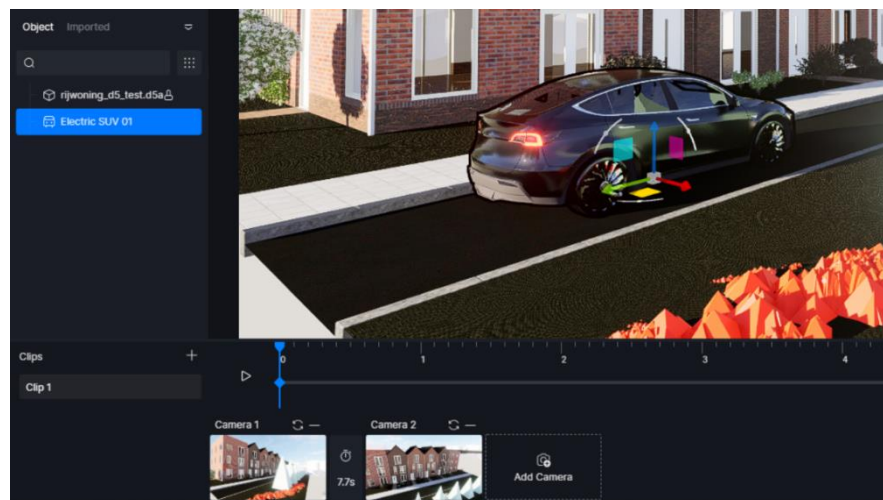 Object Imported
rijwoning_d5_test.d5a
Electric SUV 01
Clips
0 1 2 3 4
Clip 1
Camera 1 Camera 2
7.7s
Add Camera